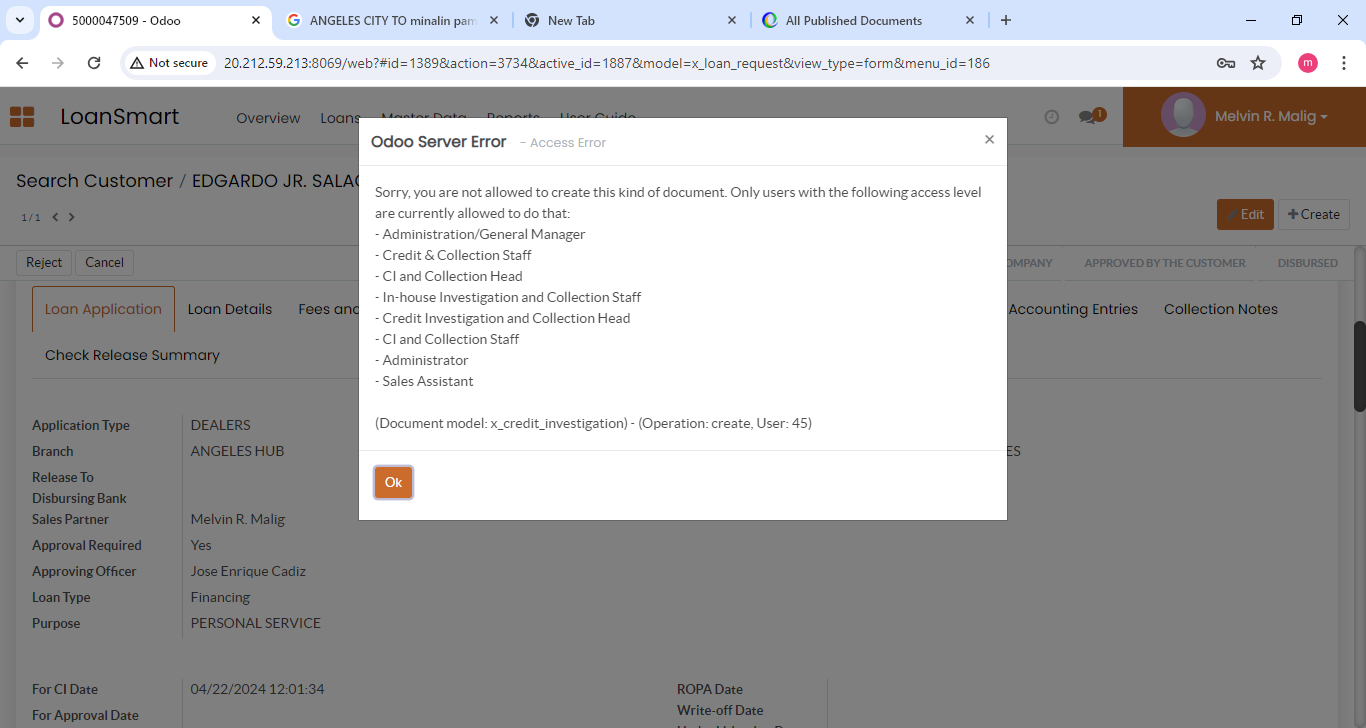 5000047509 - Odoo
ANGELES CITY TO minalin pam
New Tab
All Published Documents
Not secure
20.212.59.213:8069/web?#id=1389&action=3734&active_id=1887&model=x_loan_request&view_type=form&menu_id=186
m
LoanSmart
Overview
Loans
Master Data
Reports
User Guide
1
Melvin R. Malig
Odoo Server Error - Access Error
×
Search Customer / EDGARDO JR. SALAC
1 / 1
Edit
Create
Sorry, you are not allowed to create this kind of document. Only users with the following access level
are currently allowed to do that:
- Administration/General Manager
- Credit & Collection Staff
- CI and Collection Head
- In-house Investigation and Collection Staff
- Credit Investigation and Collection Head
- CI and Collection Staff
- Administrator
- Sales Assistant
(Document model: x_credit_investigation) - (Operation: create, User: 45)
Ok
Reject
Cancel
OMPANY
APPROVED BY THE CUSTOMER
DISBURSED
Loan Application
Loan Details
Fees and
Accounting Entries
Collection Notes
Check Release Summary
Application Type DEALERS
Branch ANGELES HUB
ES
Release To
Disbursing Bank
Sales Partner Melvin R. Malig
Approval Required Yes
Approving Officer Jose Enrique Cadiz
Loan Type Financing
Purpose PERSONAL SERVICE
For CI Date 04/22/2024 12:01:34
ROPA Date
Write-off Date
For Approval Date